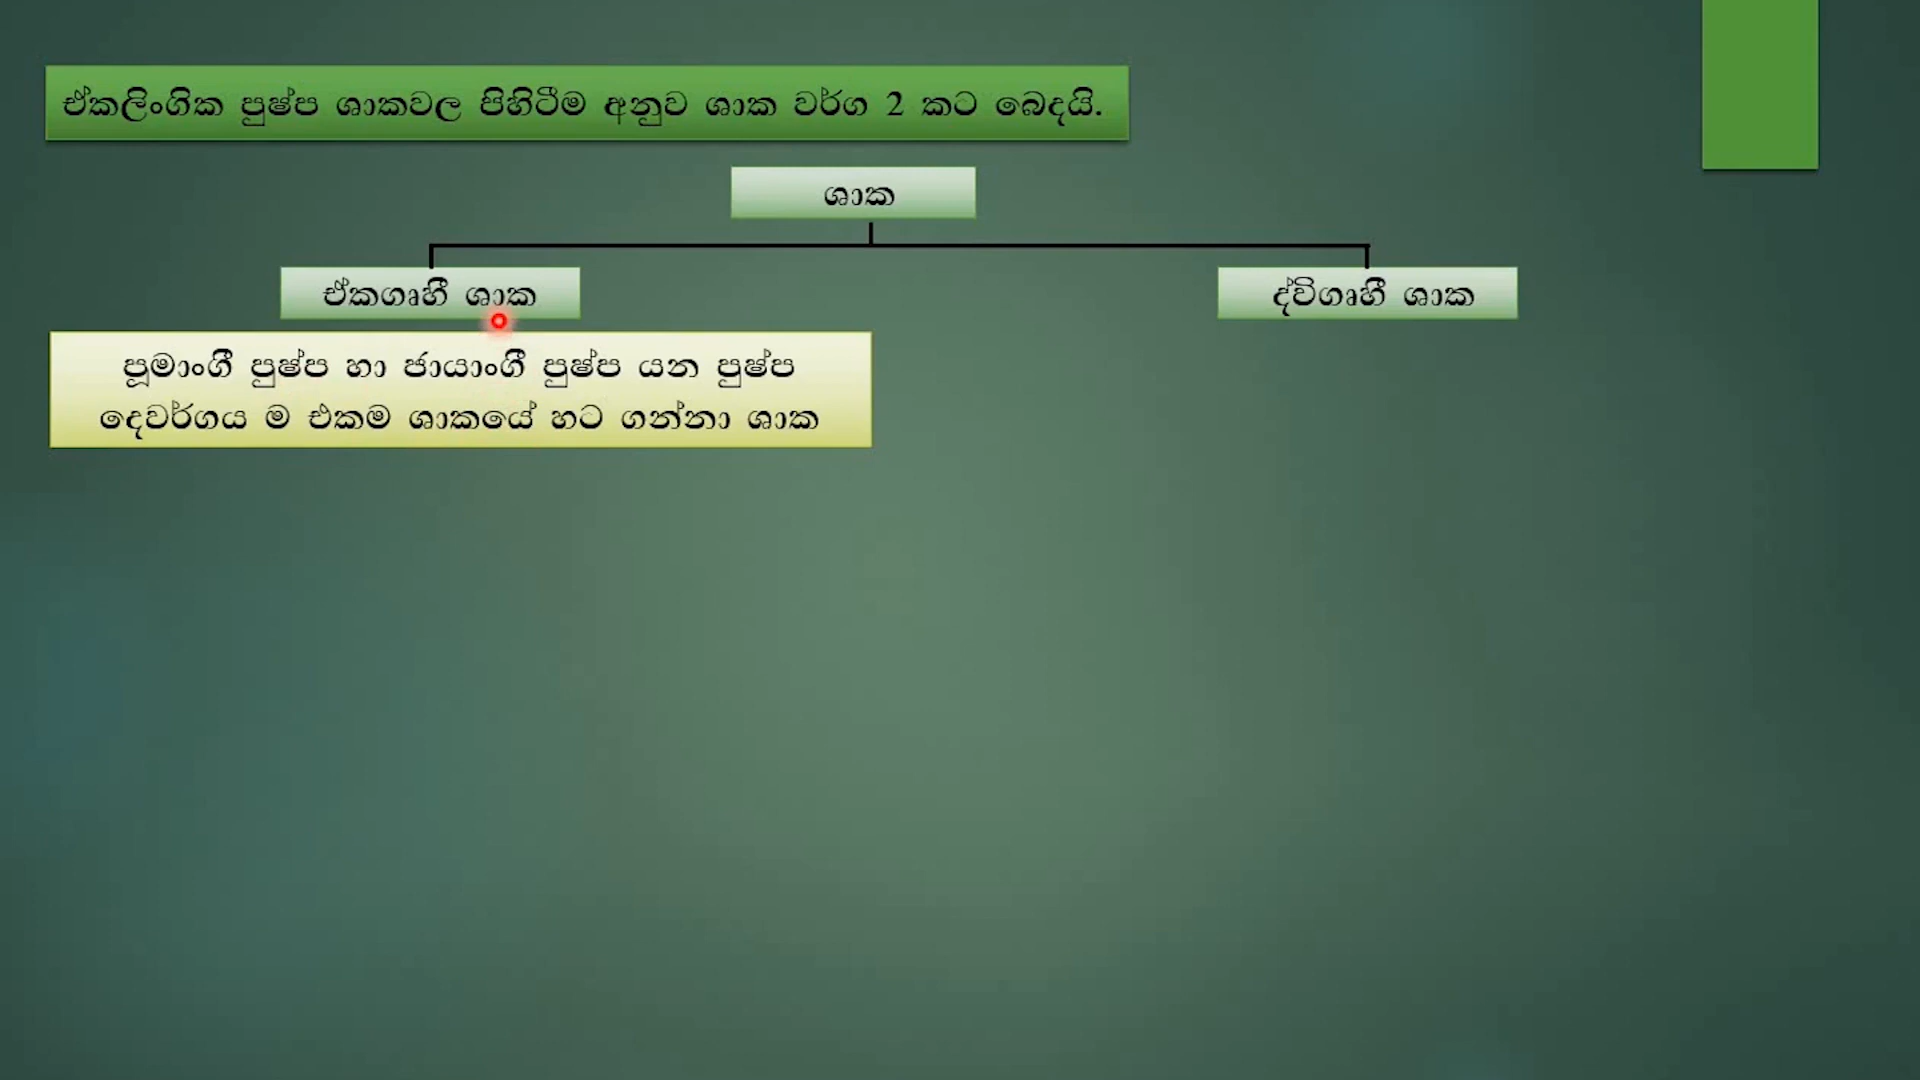 ඒකලිංගික පුෂ්ප ශාකවල පිහිටීම අනුව ශාක වර්ග 2 කට බෙදයි.
ශාක
ඒකගෘහී ශාක
ද්විගෘහී ශාක
පූමාංගී පුෂ්ප හා ජායාංගී පුෂ්ප යන පුෂ්ප
දෙවර්ගය ම එකම ශාකයේ හට ගන්නා ශාක